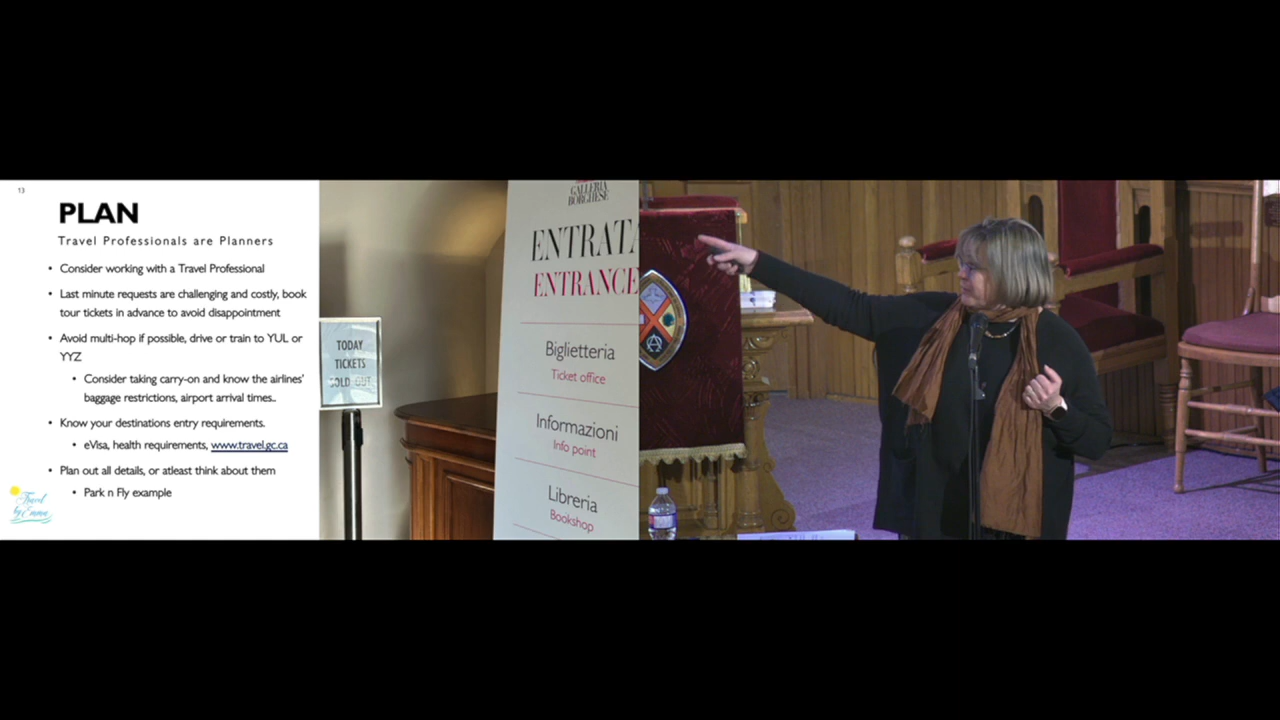 13
PLAN
Travel Professionals are Planners
• Consider working with a Travel Professional
• Last minute requests are challenging and costly, book
tour tickets in advance to avoid disappointment
• Avoid multi-hop if possible, drive or train to YUL or
YYZ
• Consider taking carry-on and know the airlines'
baggage restrictions, airport arrival times..
• Know your destinations entry requirements.
• eVisa, health requirements, www.travel.gc.ca
• Plan out all details, or atleast think about them
• Park n Fly example
Travel
by Emma
TODAY
TICKETS
SOLD OUT
GALLERIA
BORGHESE
ENTRATA
ENTRANCE
Biglietteria
Ticket office
Informazioni
Info point
Libreria
Bookshop